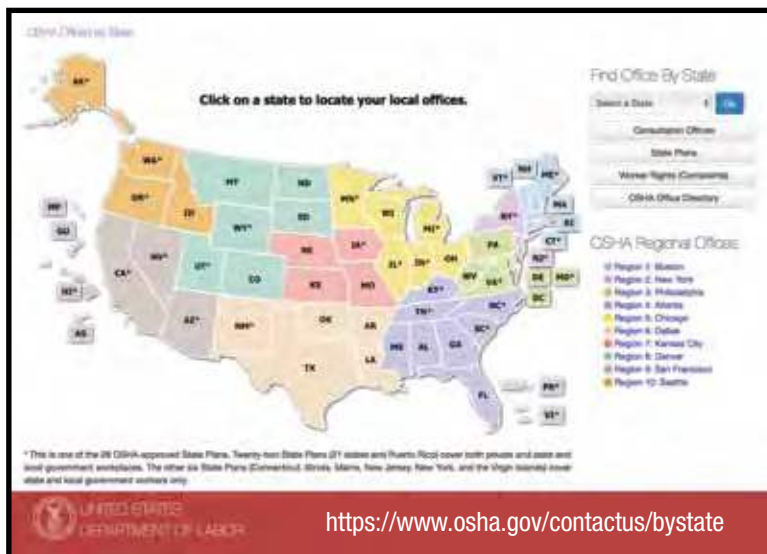 OSHA Offices by State
Click on a state to locate your local offices.
Find Office By State
Select a State Go
Consultation Offices
State Plans
Worker Rights (Complaints)
OSHA Office Directory
OSHA Regional Offices
Region 1: Boston
Region 2: New York
Region 3: Philadelphia
Region 4: Atlanta
Region 5: Chicago
Region 6: Dallas
Region 7: Kansas City
Region 8: Denver
Region 9: San Francisco
Region 10: Seattle
AK*
WA*
OR*
ID
MT
ND
SD
WY*
UT*
CO
NE
KS
IA*
MO
MN*
WI
MI*
IL*
IN*
OH
CA*
NV*
AZ*
NM*
OK
TX
AR
LA
KY*
TN*
NC*
SC*
MS
AL
GA
FL
WV
VA*
PA
NY*
VT*
NH
ME*
MA
RI
CT*
NJ*
DE
MD*
DC
MP
GU
HI*
AS
PR*
VI*
* This is one of the 28 OSHA-approved State Plans. Twenty-two State Plans (21 states and Puerto Rico) cover both private and state and
local government workplaces. The other six State Plans (Connecticut, Illinois, Maine, New Jersey, New York, and the Virgin Islands) cover
state and local government workers only.
UNITED STATES
DEPARTMENT OF LABOR
https://www.osha.gov/contactus/bystate